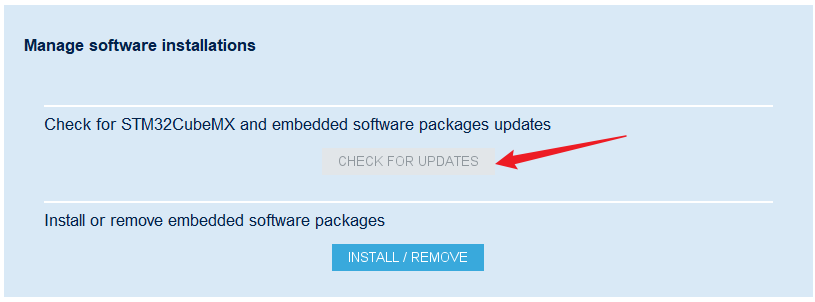 Manage software installations
Check for STM32CubeMX and embedded software packages updates
CHECK FOR UPDATES
Install or remove embedded software packages
INSTALL / REMOVE